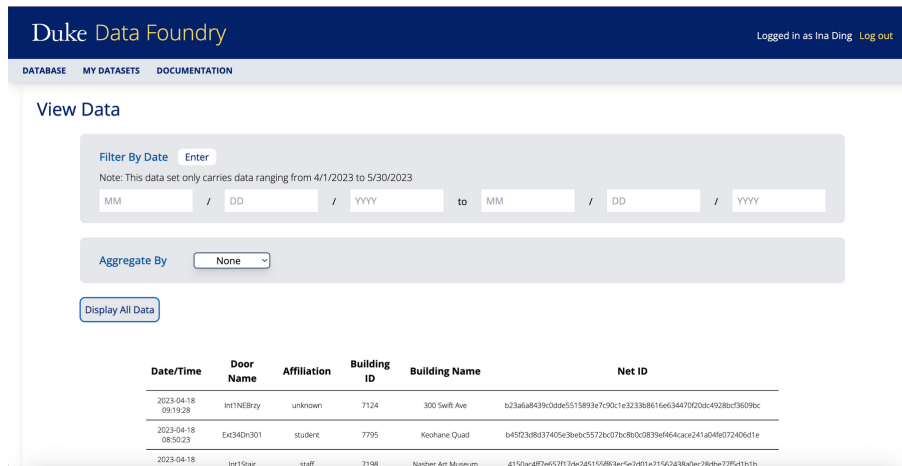 Duke Data Foundry
Logged in as Ina Ding Log out
DATABASE MY DATASETS DOCUMENTATION
View Data
Filter By Date Enter
Note: This data set only carries data ranging from 4/1/2023 to 5/30/2023
MM / DD / YYYY to MM / DD / YYYY
Aggregate By None
Display All Data
Date/Time Door Name Affiliation Building ID Building Name Net ID
2023-04-18 09:19:28 Int1NEBrzy unknown 7124 300 Swift Ave b23a6a8439c0dde5515893e7c90c1e3233b8616e634470f20dc4928bcf3609bc
2023-04-18 08:50:23 Ext34Dn301 student 7795 Keohane Quad b45f23d8d37405e3bebc5572bc07bc8b0c0839ef464cace241a04fe072406d1e
2023-04-18 Int1Stair staff 7198 Nasher Art Museum